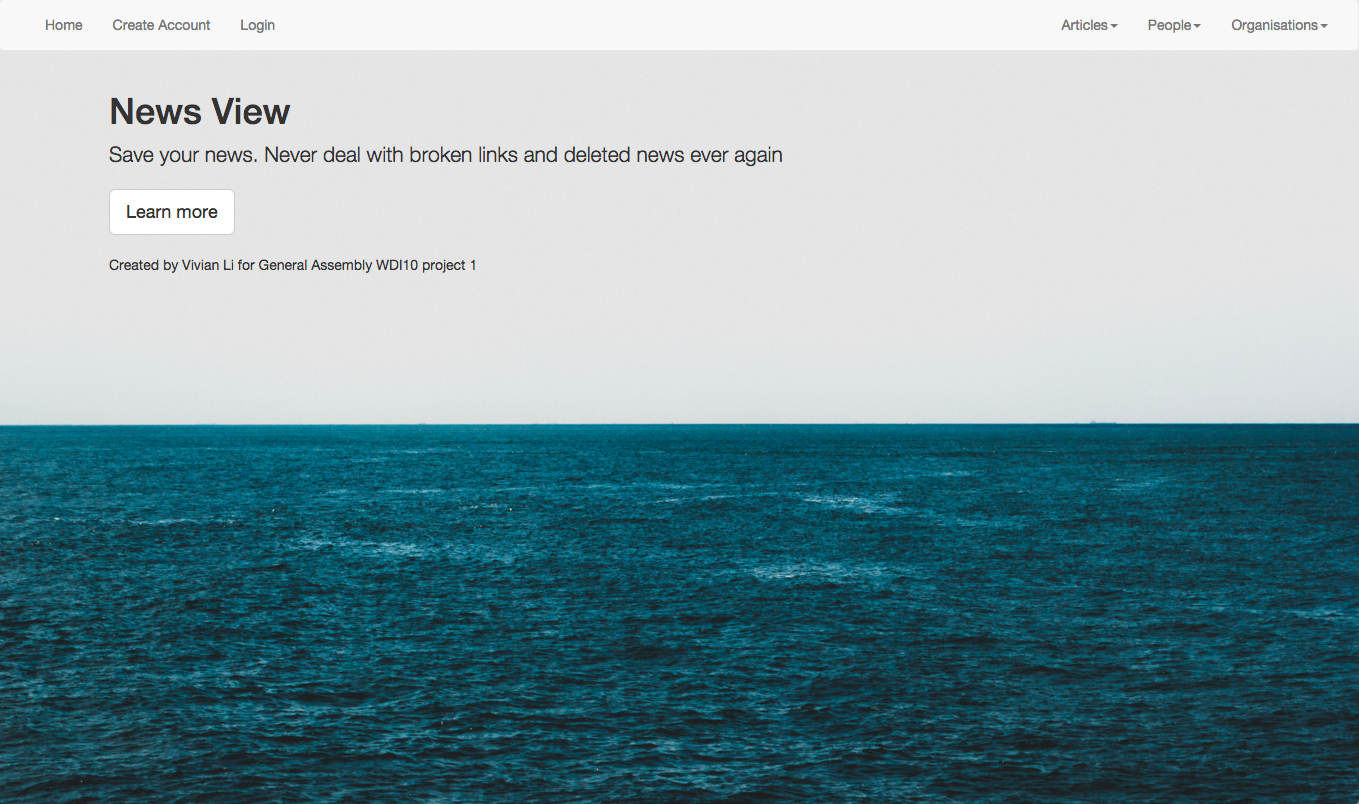 Home Create Account Login Articles People Organisations
News View
Save your news. Never deal with broken links and deleted news ever again
Learn more
Created by Vivian Li for General Assembly WDI10 project 1